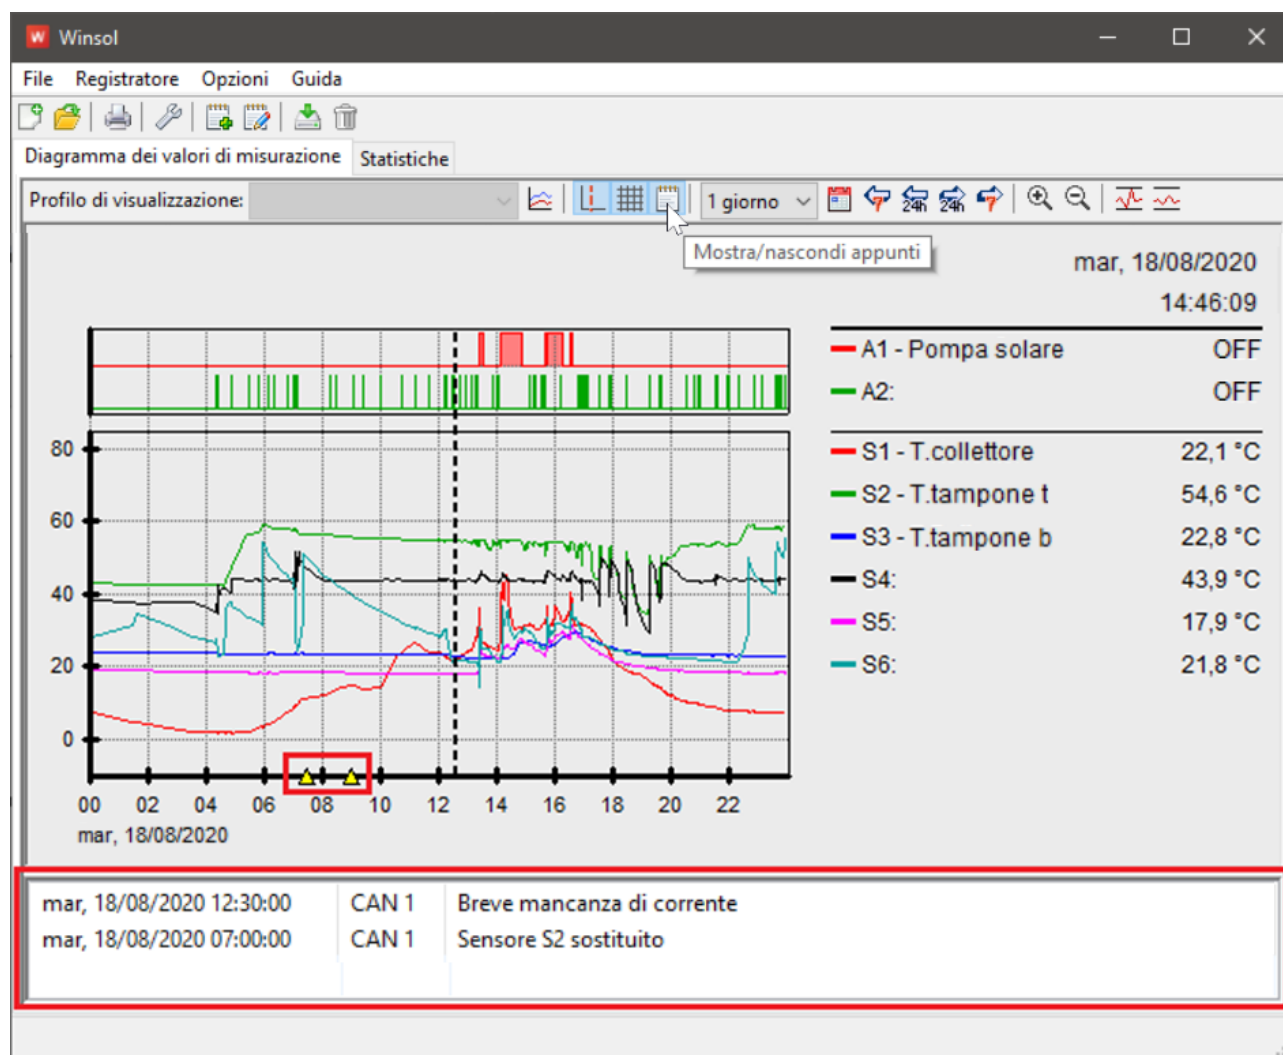 Winsol
File Registratore Opzioni Guida
Diagramma dei valori di misurazione Statistiche
Profilo di visualizzazione: 1 giorno 24h 24h
Mostra/nascondi appunti
mar, 18/08/2020
14:46:09
A1 - Pompa solare OFF
A2: OFF
S1 - T.collettore 22,1 °C
S2 - T.tampone t 54,6 °C
S3 - T.tampone b 22,8 °C
S4: 43,9 °C
S5: 17,9 °C
S6: 21,8 °C
80
60
40
20
0
00 02 04 06 08 10 12 14 16 18 20 22
mar, 18/08/2020
mar, 18/08/2020 12:30:00 CAN 1 Breve mancanza di corrente
mar, 18/08/2020 07:00:00 CAN 1 Sensore S2 sostituito